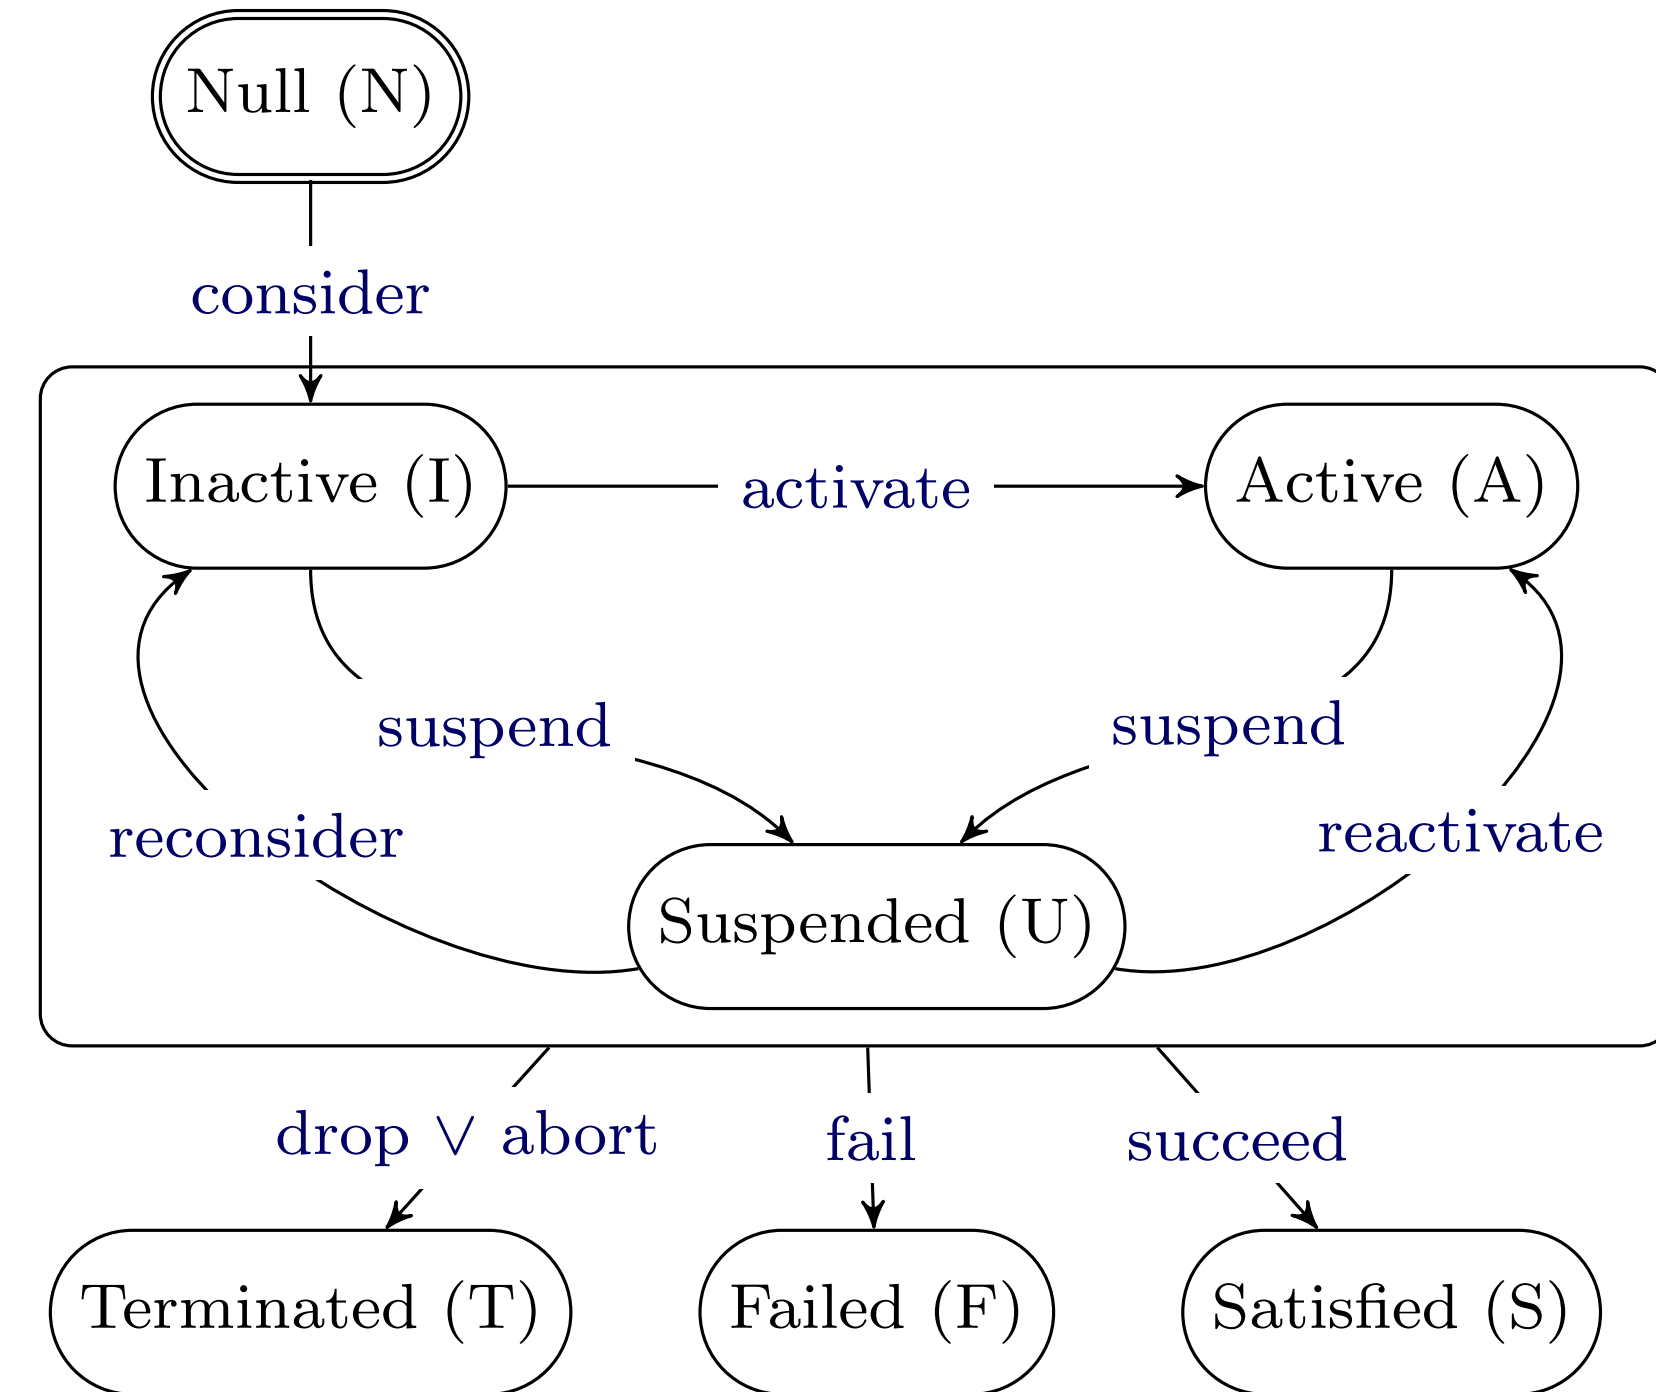 Null (N)
consider
Inactive (I)
activate
Active (A)
suspend
suspend
reconsider
reactivate
Suspended (U)
drop ∨ abort
fail
succeed
Terminated (T)
Failed (F)
Satisfied (S)